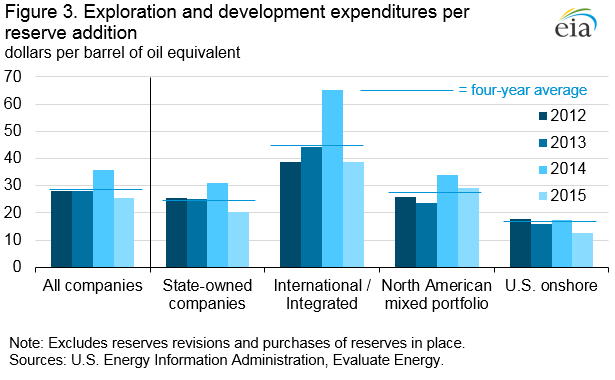 Figure 3. Exploration and development expenditures per
reserve addition
dollars per barrel of oil equivalent
eia
70
60
50
40
30
20
10
0
= four-year average
2012
2013
2014
2015
All companies
State-owned
companies
International /
Integrated
North American
mixed portfolio
U.S. onshore
Note: Excludes reserves revisions and purchases of reserves in place.
Sources: U.S. Energy Information Administration, Evaluate Energy.